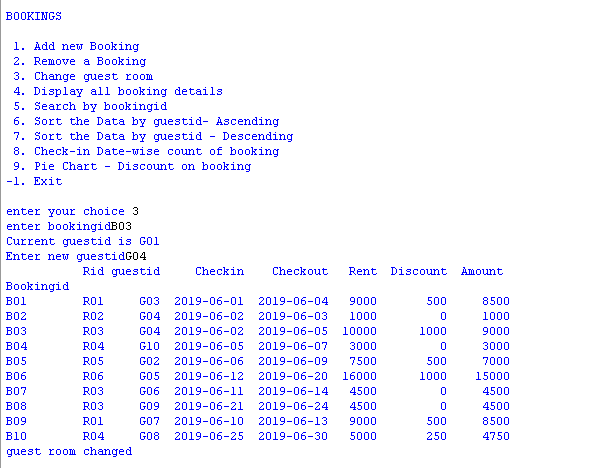 BOOKINGS
1. Add new Booking
2. Remove a Booking
3. Change guest room
4. Display all booking details
5. Search by bookingid
6. Sort the Data by guestid- Ascending
7. Sort the Data by guestid - Descending
8. Check-in Date-wise count of booking
9. Pie Chart - Discount on booking
-1. Exit
enter your choice 3
enter bookingidB03
Current guestid is G01
Enter new guestidG04
Rid guestid Checkin Checkout Rent Discount Amount
Bookingid
B01 R01 G03 2019-06-01 2019-06-04 9000 500 8500
B02 R02 G04 2019-06-02 2019-06-03 1000 0 1000
B03 R03 G04 2019-06-02 2019-06-05 10000 1000 9000
B04 R04 G10 2019-06-05 2019-06-07 3000 0 3000
B05 R05 G02 2019-06-06 2019-06-09 7500 500 7000
B06 R06 G05 2019-06-12 2019-06-20 16000 1000 15000
B07 R03 G06 2019-06-11 2019-06-14 4500 0 4500
B08 R03 G09 2019-06-21 2019-06-24 4500 0 4500
B09 R01 G07 2019-06-10 2019-06-13 9000 500 8500
B10 R04 G08 2019-06-25 2019-06-30 5000 250 4750
guest room changed